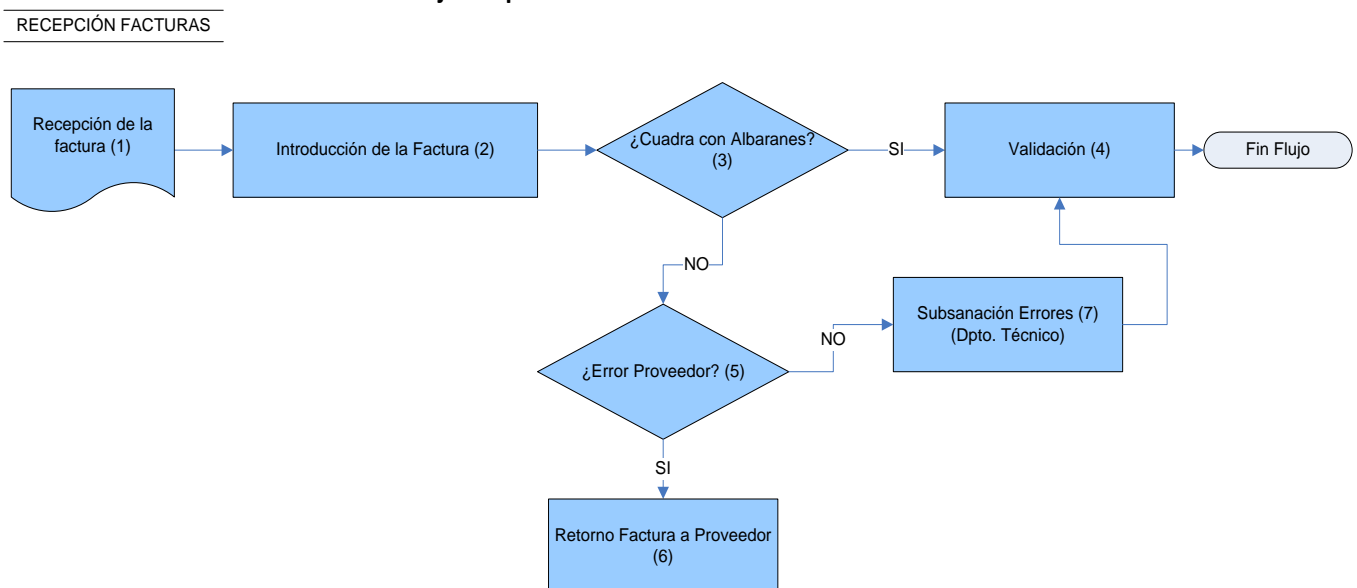 RECEPCIÓN FACTURAS
Recepción de la
factura (1)
Introducción de la Factura (2)
¿Cuadra con Albaranes?
(3)
SI
Validación (4)
Fin Flujo
NO
¿Error Proveedor? (5)
NO
Subsanación Errores (7)
(Dpto. Técnico)
SI
Retorno Factura a Proveedor
(6)